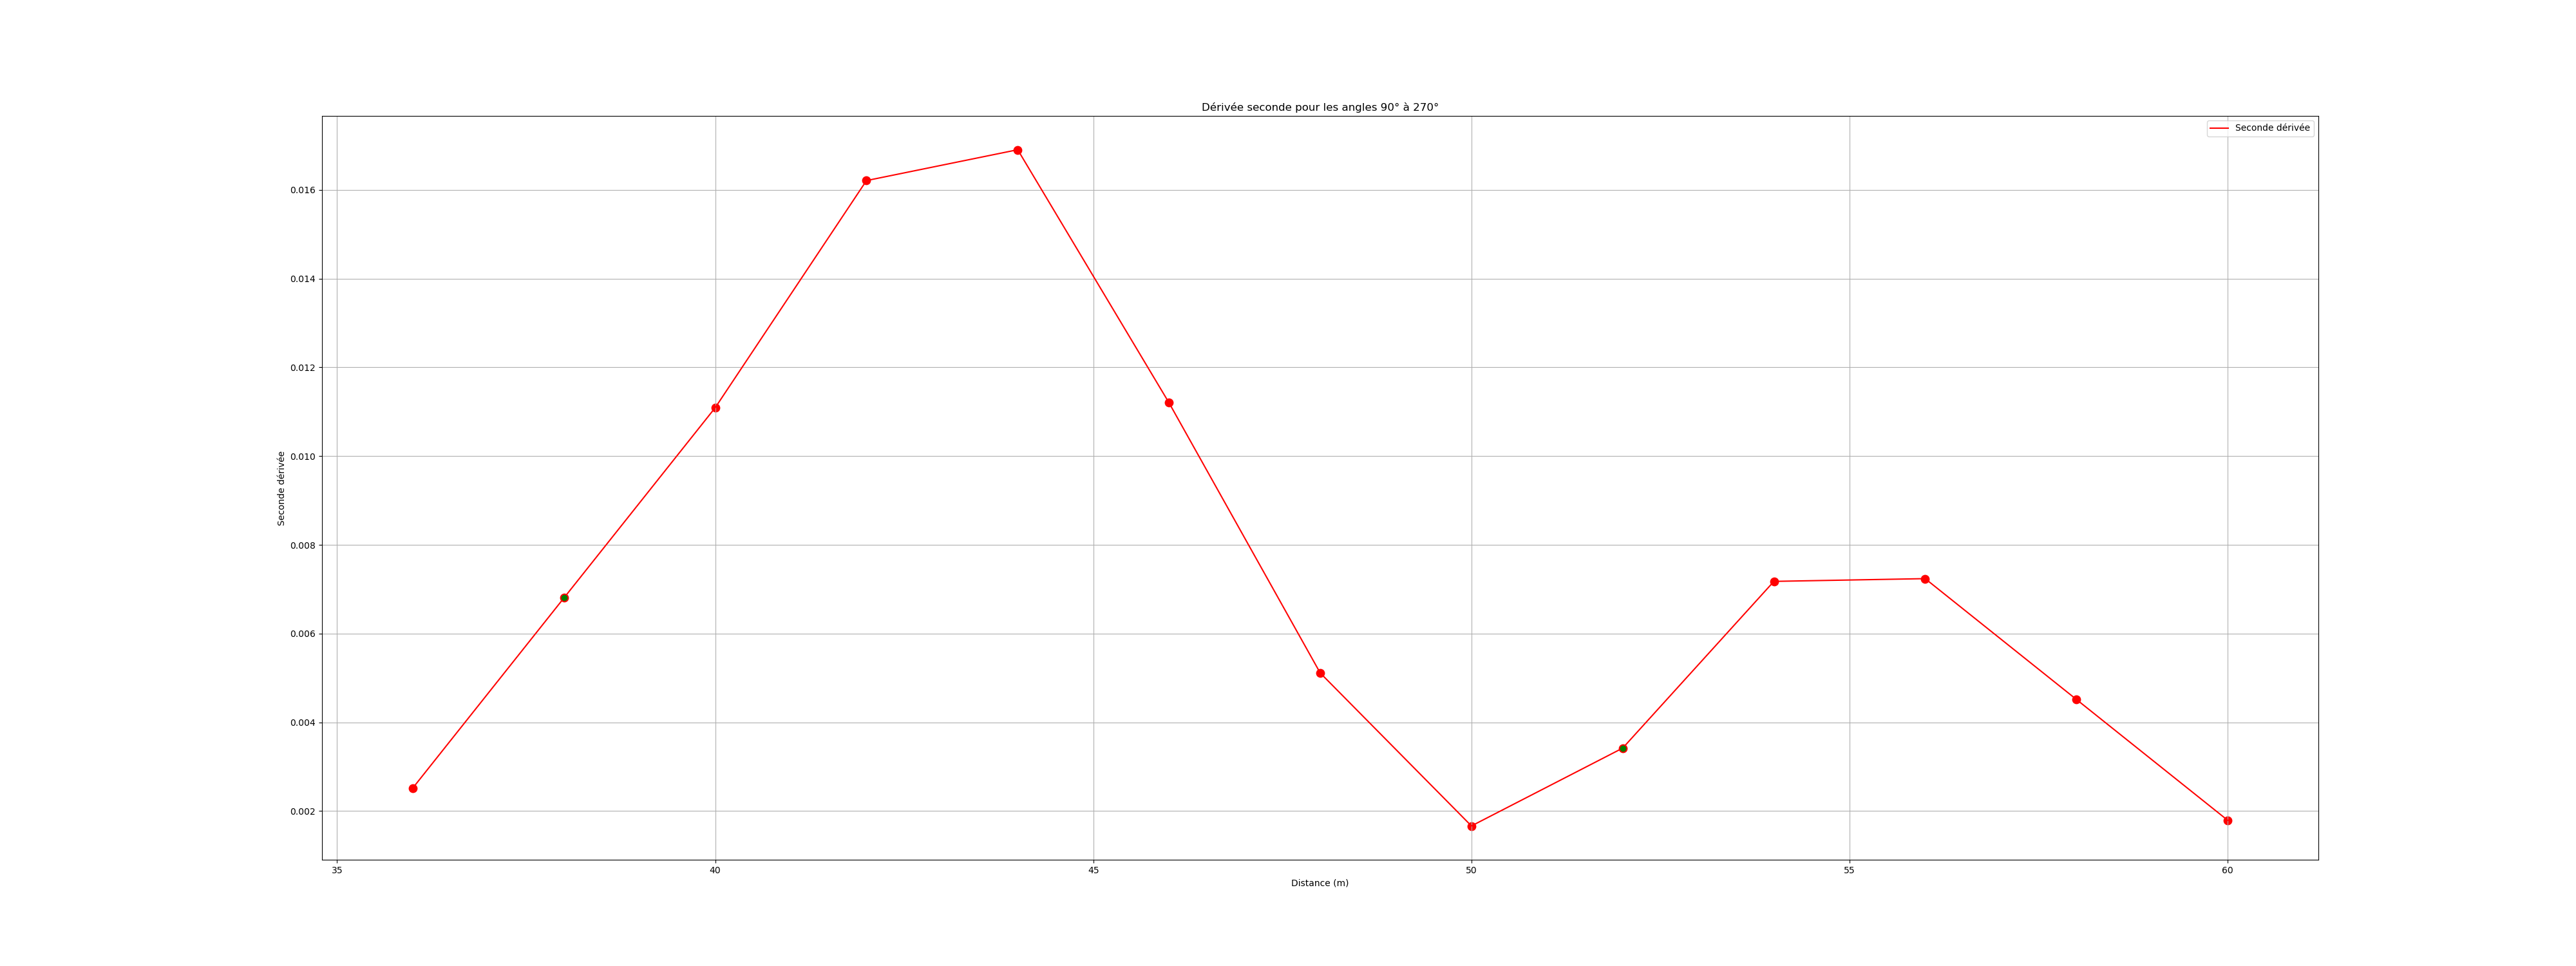 Dérivée seconde pour les angles 90° à 270°
Seconde dérivée
0.016
0.014
0.012
0.010
0.008
0.006
0.004
0.002
Seconde dérivée
35 40 45 50 55 60
Distance (m)